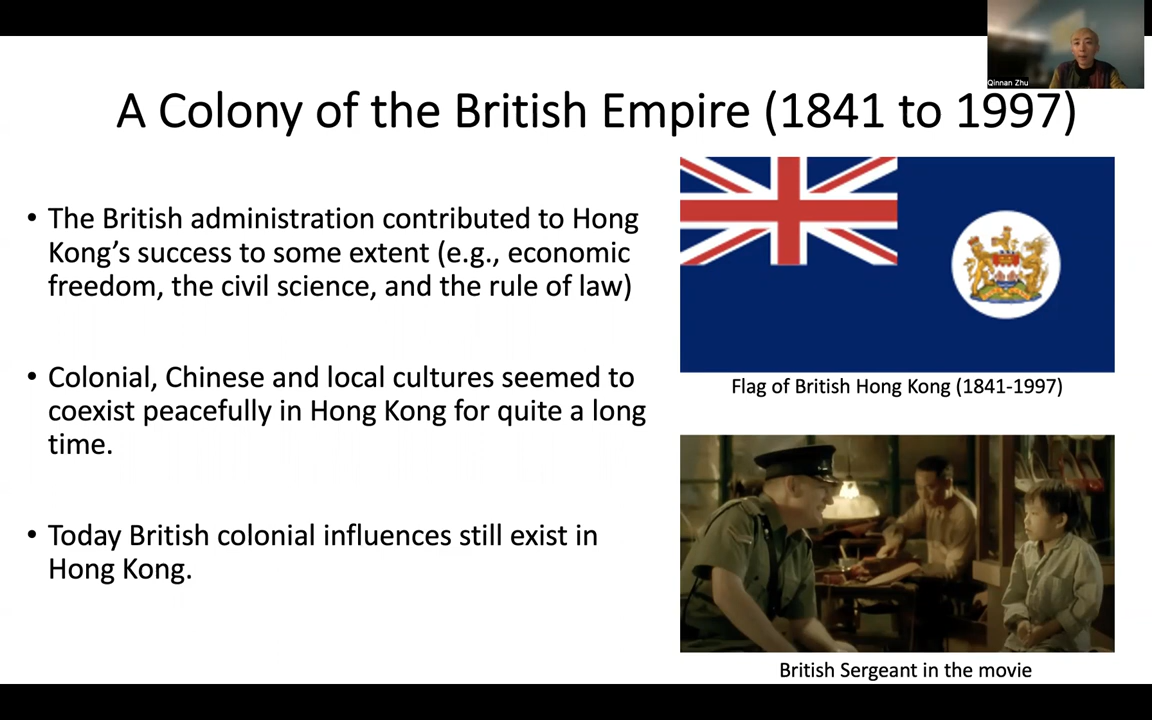 Qinnan Zhu
A Colony of the British Empire (1841 to 1997)
• The British administration contributed to Hong
Kong’s success to some extent (e.g., economic
freedom, the civil science, and the rule of law)
• Colonial, Chinese and local cultures seemed to
coexist peacefully in Hong Kong for quite a long
time.
• Today British colonial influences still exist in
Hong Kong.
Flag of British Hong Kong (1841-1997)
British Sergeant in the movie